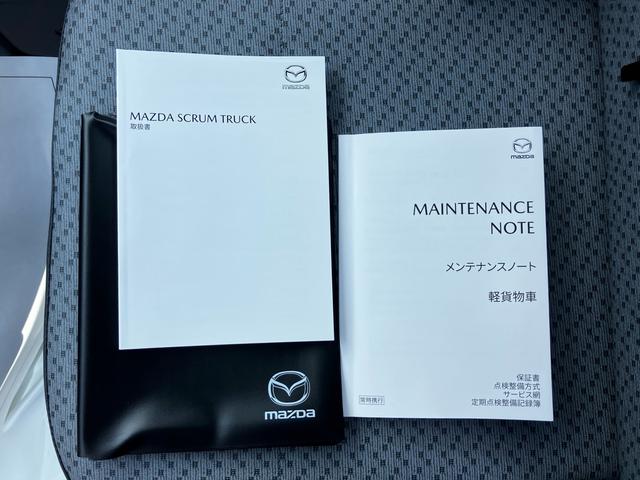 mazda
MAZDA SCRUM TRUCK
取扱書
mazda
mazda
MAINTENANCE
NOTE
メンテナンスノート
軽貨物車
保証書
点検整備方式
サービス網
定期点検整備記録簿
常時携行